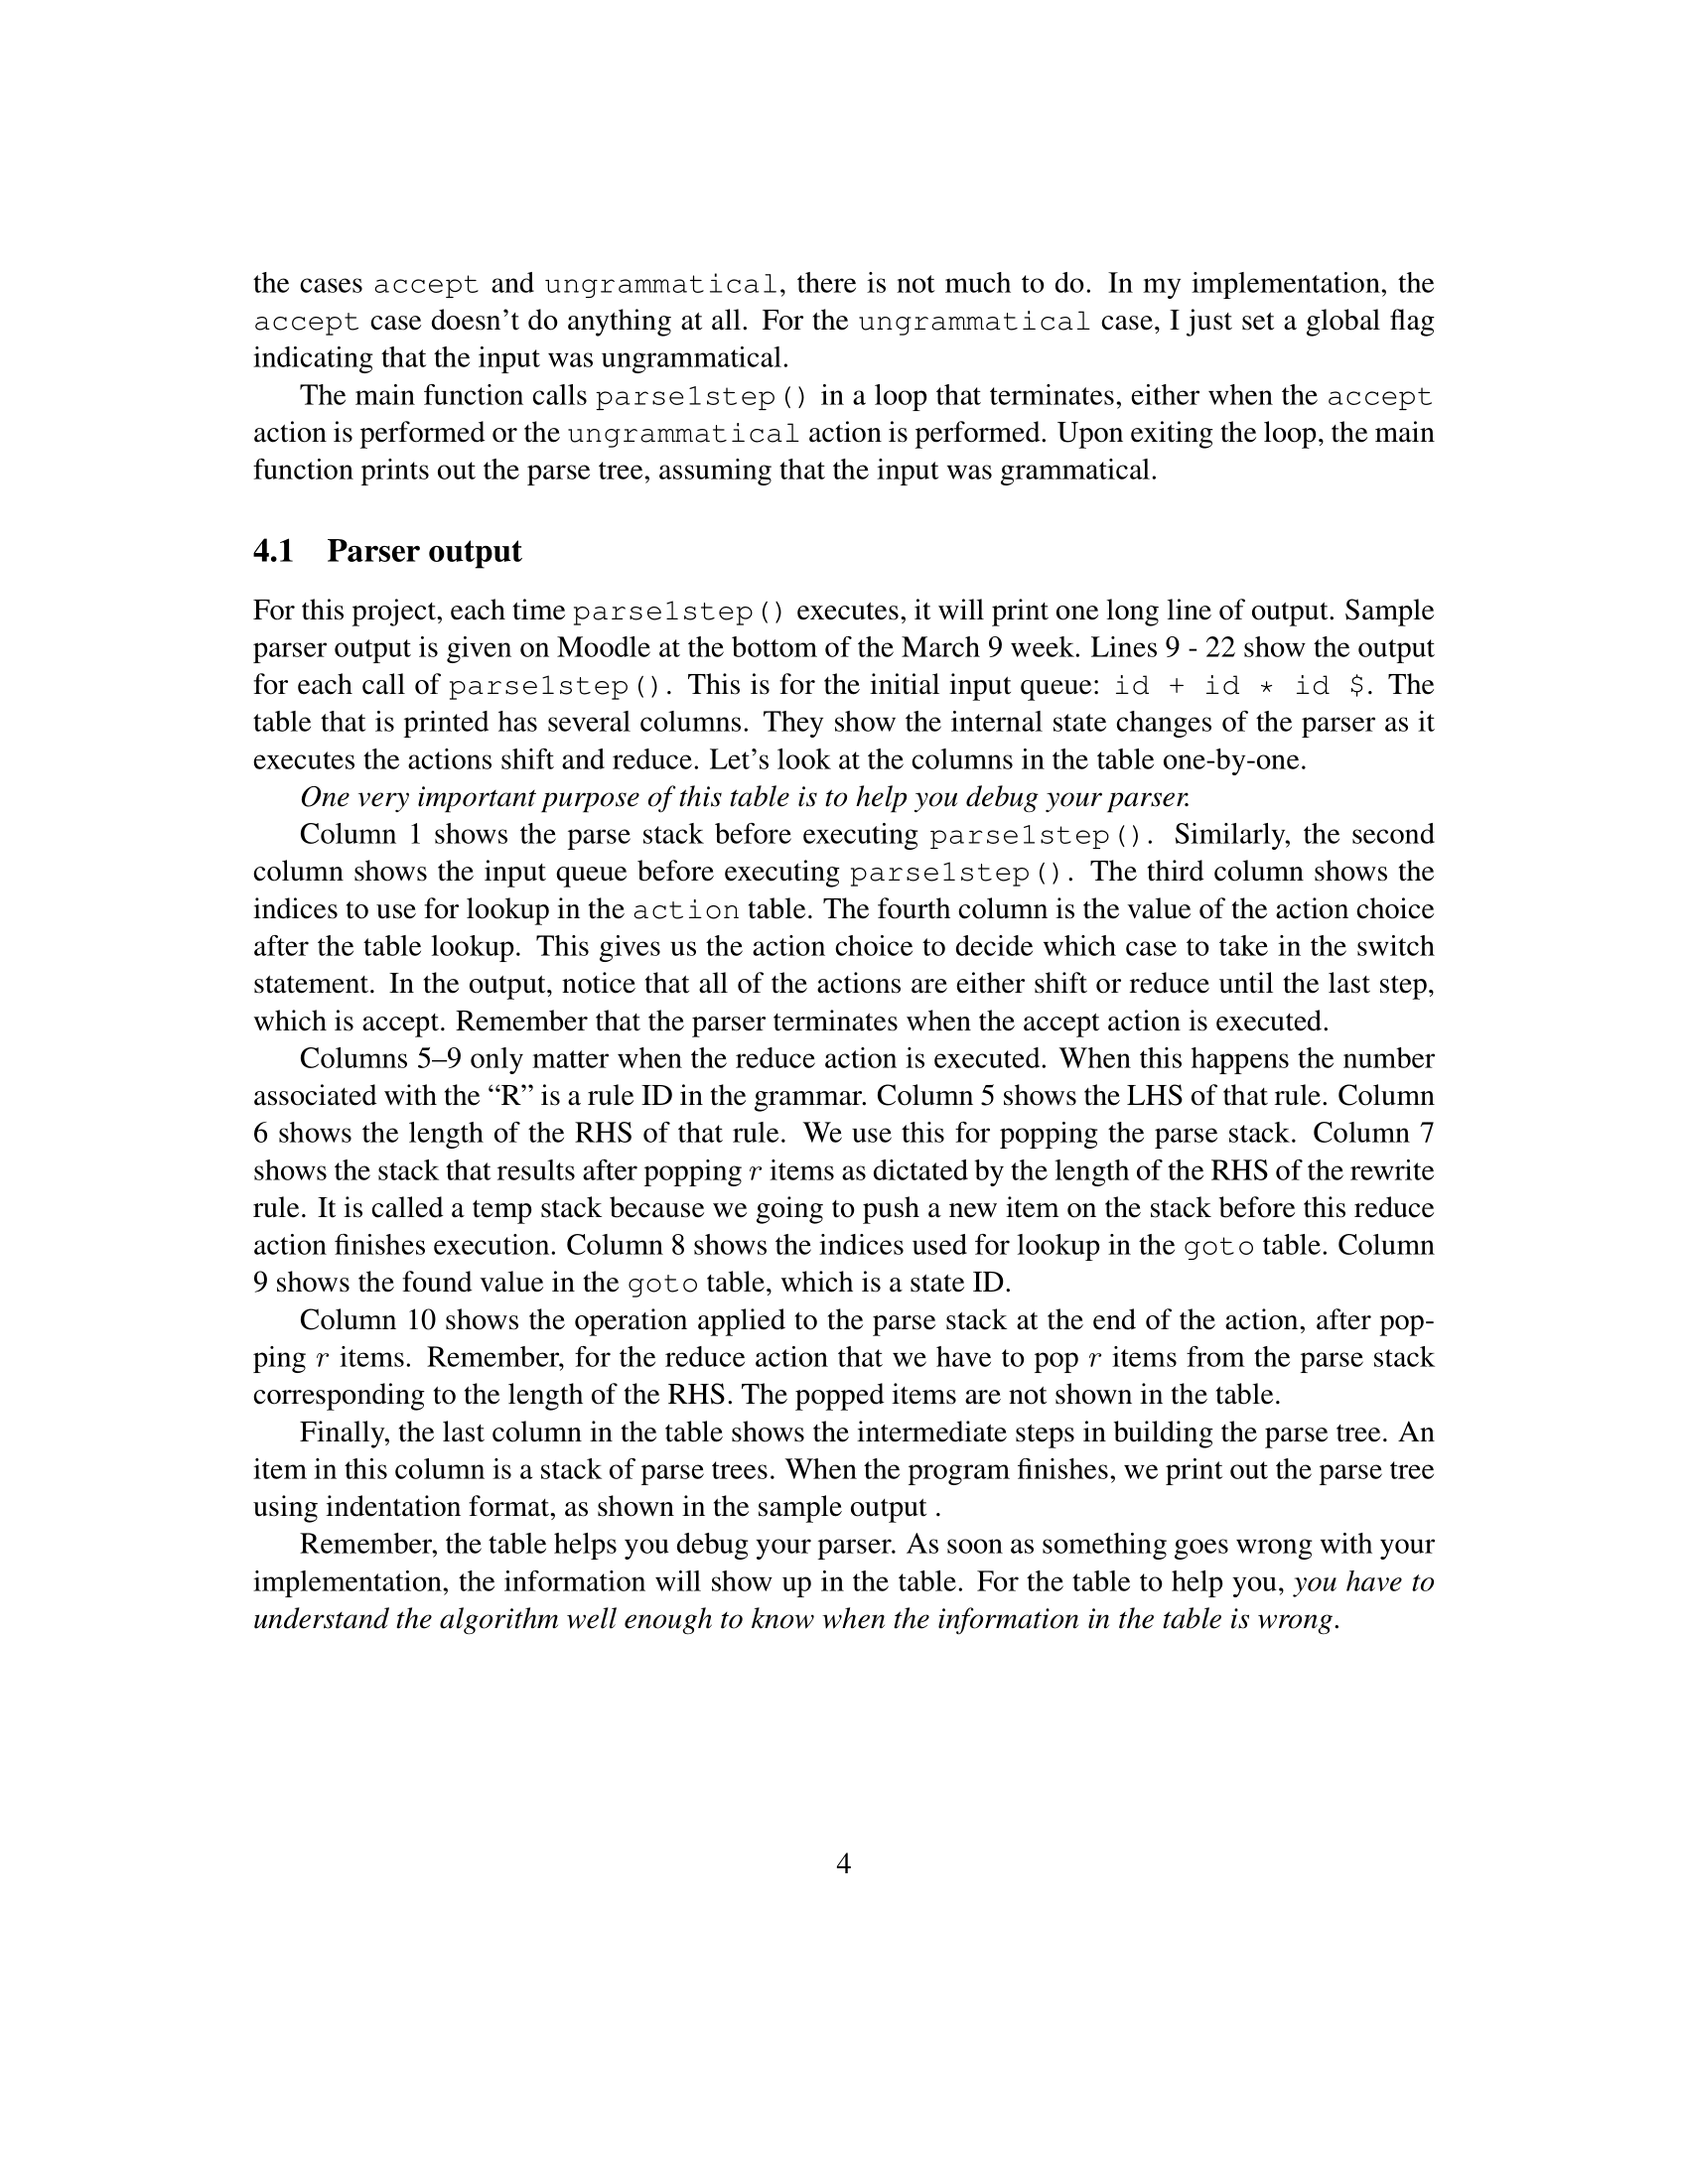 the cases accept and ungrammatical, there is not much to do. In my implementation, the
accept case doesn't do anything at all. For the ungrammatical case, I just set a global flag
indicating that the input was ungrammatical.
The main function calls parse1step() in a loop that terminates, either when the accept
action is performed or the ungrammatical action is performed. Upon exiting the loop, the main
function prints out the parse tree, assuming that the input was grammatical.
4.1 Parser output
For this project, each time parse1step() executes, it will print one long line of output. Sample
parser output is given on Moodle at the bottom of the March 9 week. Lines 9 - 22 show the output
for each call of parse1step(). This is for the initial input queue: id + id * id $. The
table that is printed has several columns. They show the internal state changes of the parser as it
executes the actions shift and reduce. Let's look at the columns in the table one-by-one.
One very important purpose of this table is to help you debug your parser.
Column 1 shows the parse stack before executing parse1step(). Similarly, the second
column shows the input queue before executing parse1step(). The third column shows the
indices to use for lookup in the action table. The fourth column is the value of the action choice
after the table lookup. This gives us the action choice to decide which case to take in the switch
statement. In the output, notice that all of the actions are either shift or reduce until the last step,
which is accept. Remember that the parser terminates when the accept action is executed.
Columns 5–9 only matter when the reduce action is executed. When this happens the number
associated with the “R” is a rule ID in the grammar. Column 5 shows the LHS of that rule. Column
6 shows the length of the RHS of that rule. We use this for popping the parse stack. Column 7
shows the stack that results after popping r items as dictated by the length of the RHS of the rewrite
rule. It is called a temp stack because we going to push a new item on the stack before this reduce
action finishes execution. Column 8 shows the indices used for lookup in the goto table. Column
9 shows the found value in the goto table, which is a state ID.
Column 10 shows the operation applied to the parse stack at the end of the action, after pop-
ping r items. Remember, for the reduce action that we have to pop r items from the parse stack
corresponding to the length of the RHS. The popped items are not shown in the table.
Finally, the last column in the table shows the intermediate steps in building the parse tree. An
item in this column is a stack of parse trees. When the program finishes, we print out the parse tree
using indentation format, as shown in the sample output .
Remember, the table helps you debug your parser. As soon as something goes wrong with your
implementation, the information will show up in the table. For the table to help you, you have to
understand the algorithm well enough to know when the information in the table is wrong.
4